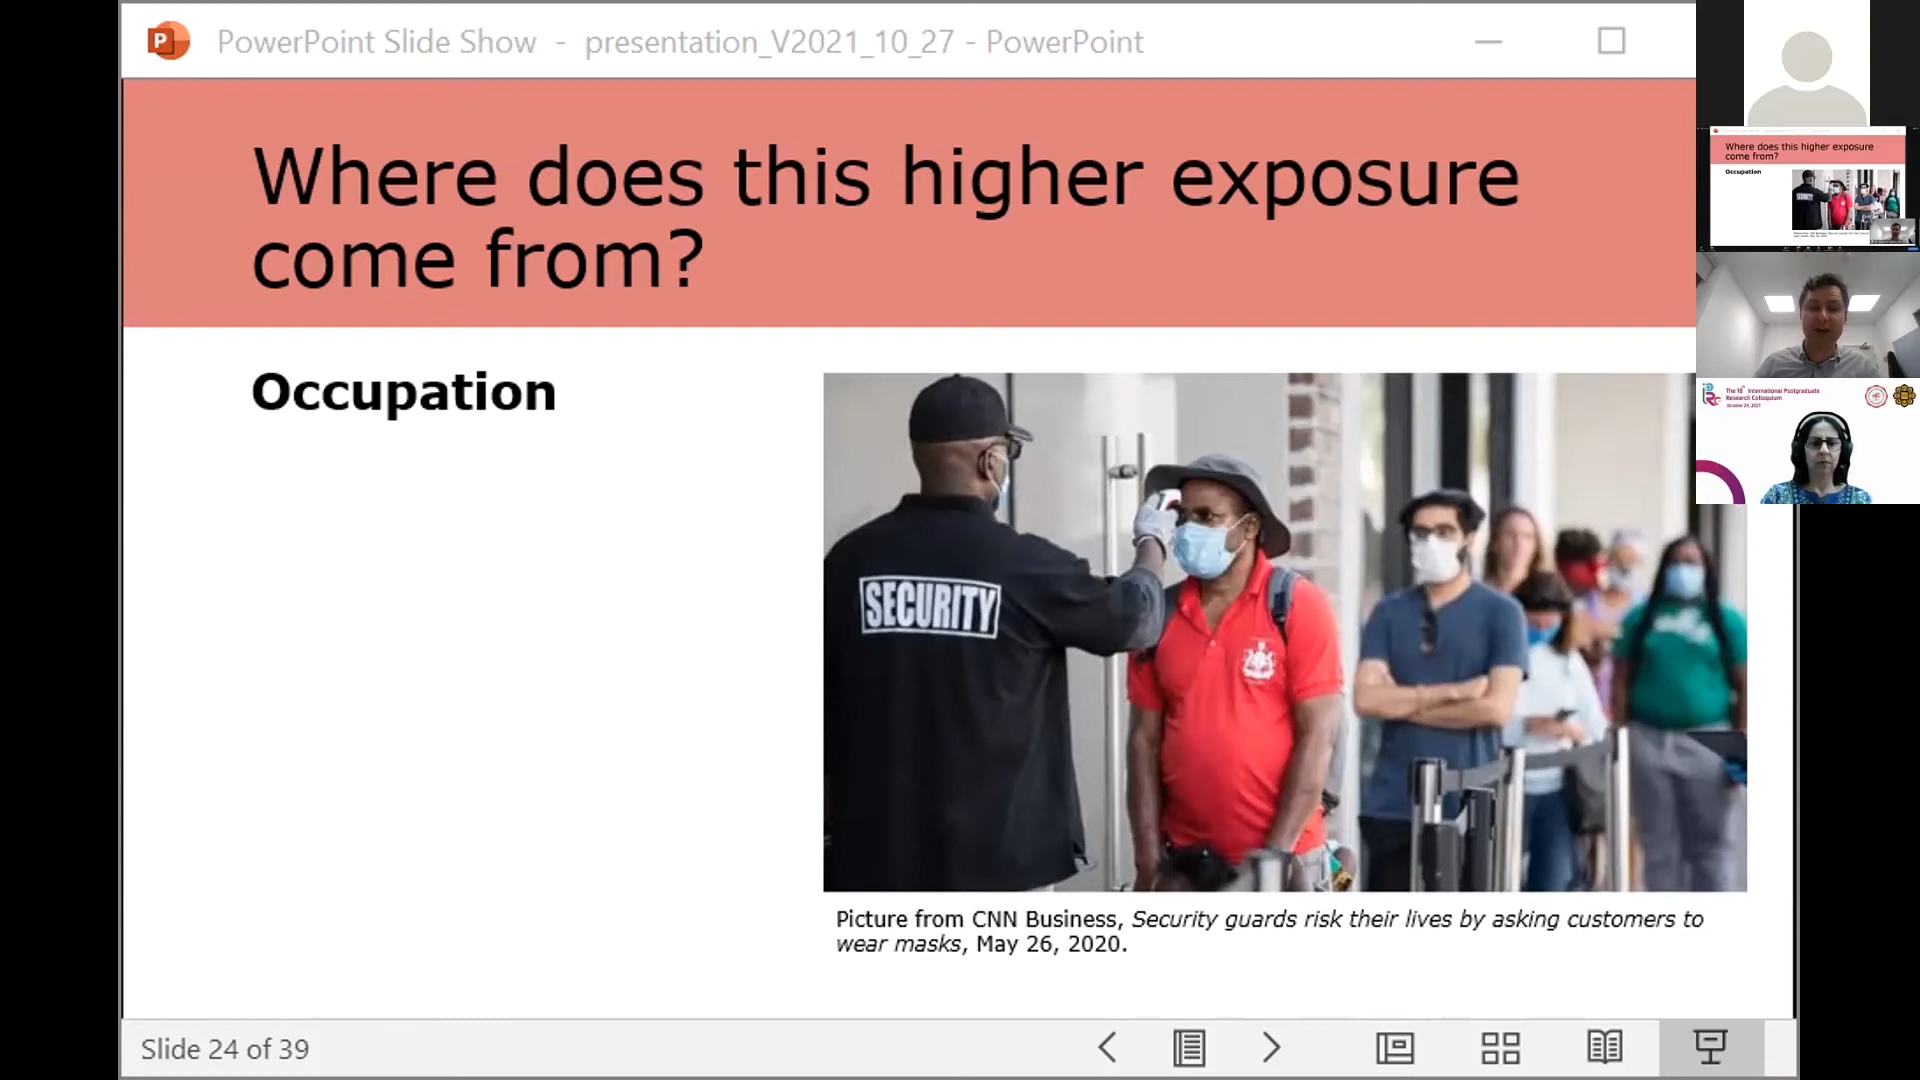 PowerPoint Slide Show - presentation_V2021_10_27 - PowerPoint
Where does this higher exposure
come from?
Occupation
SECURITY
Picture from CNN Business, Security guards risk their lives by asking customers to
wear masks, May 26, 2020.
Slide 24 of 39
Where does this higher exposure
come from?
Occupation
SECURITY
The 18th International Postgraduate
Research Colloquium
October 29, 2021